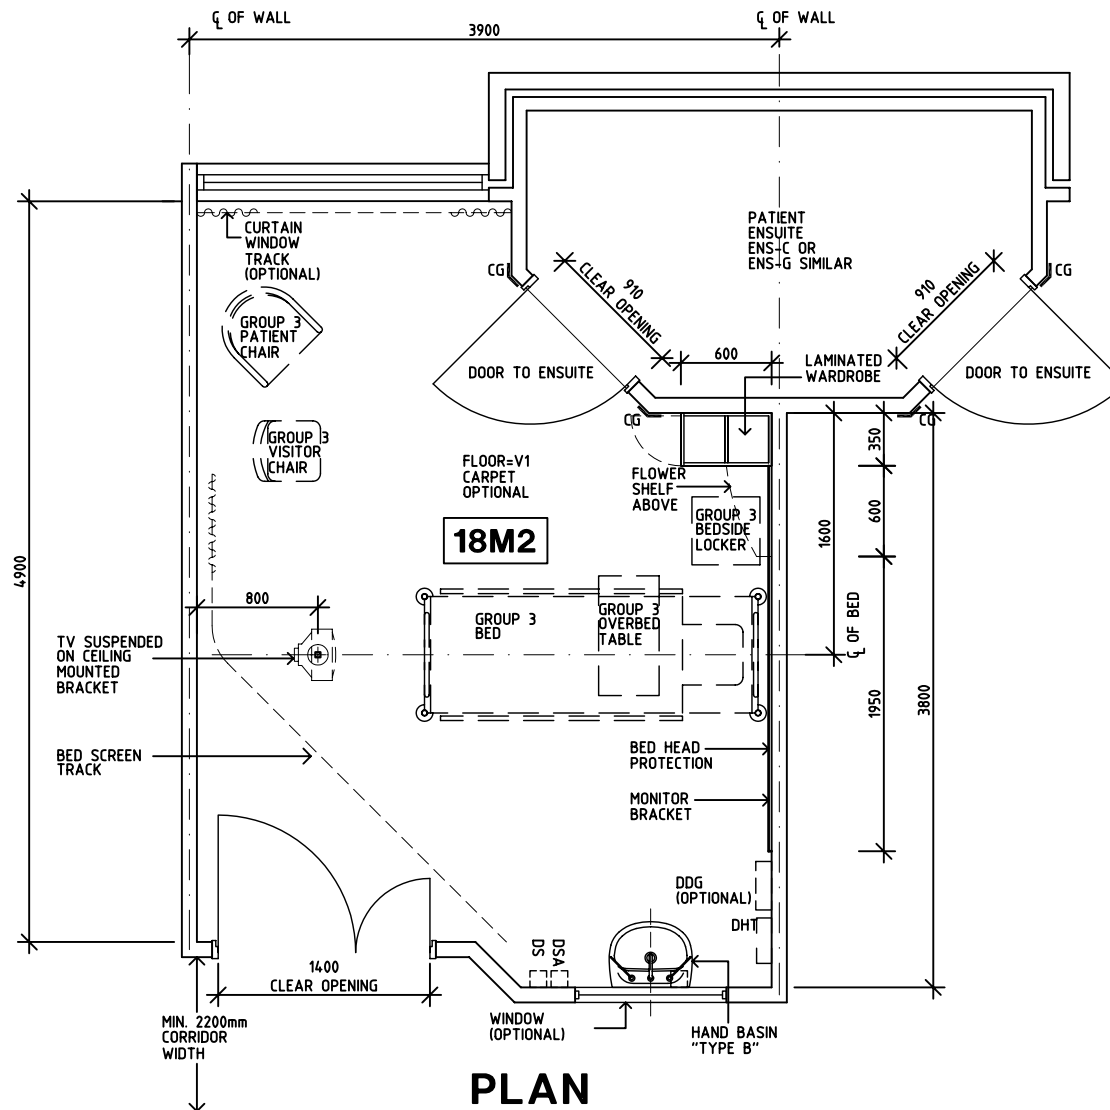 ℄ OF WALL
℄ OF WALL
3900
CURTAIN
WINDOW
TRACK
(OPTIONAL)
PATIENT
ENSUITE
ENS-C OR
ENS-G SIMILAR
CG
CG
910
CLEAR OPENING
910
CLEAR OPENING
GROUP 3
PATIENT
CHAIR
DOOR TO ENSUITE
600
LAMINATED
WARDROBE
DOOR TO ENSUITE
CG
CG
350
GROUP 3
VISITOR
CHAIR
FLOOR=V1
CARPET
OPTIONAL
FLOWER
SHELF
ABOVE
GROUP 3
BEDSIDE
LOCKER
600
1600
18M2
4900
800
GROUP 3
BED
GROUP 3
OVERBED
TABLE
℄ OF BED
TV SUSPENDED
ON CEILING
MOUNTED
BRACKET
1950
3800
BED SCREEN
TRACK
BED HEAD
PROTECTION
MONITOR
BRACKET
DDG
(OPTIONAL)
DHT
DS
DSA
1400
CLEAR OPENING
MIN. 2200mm
CORRIDOR
WIDTH
WINDOW
(OPTIONAL)
HAND BASIN
"TYPE B"
PLAN